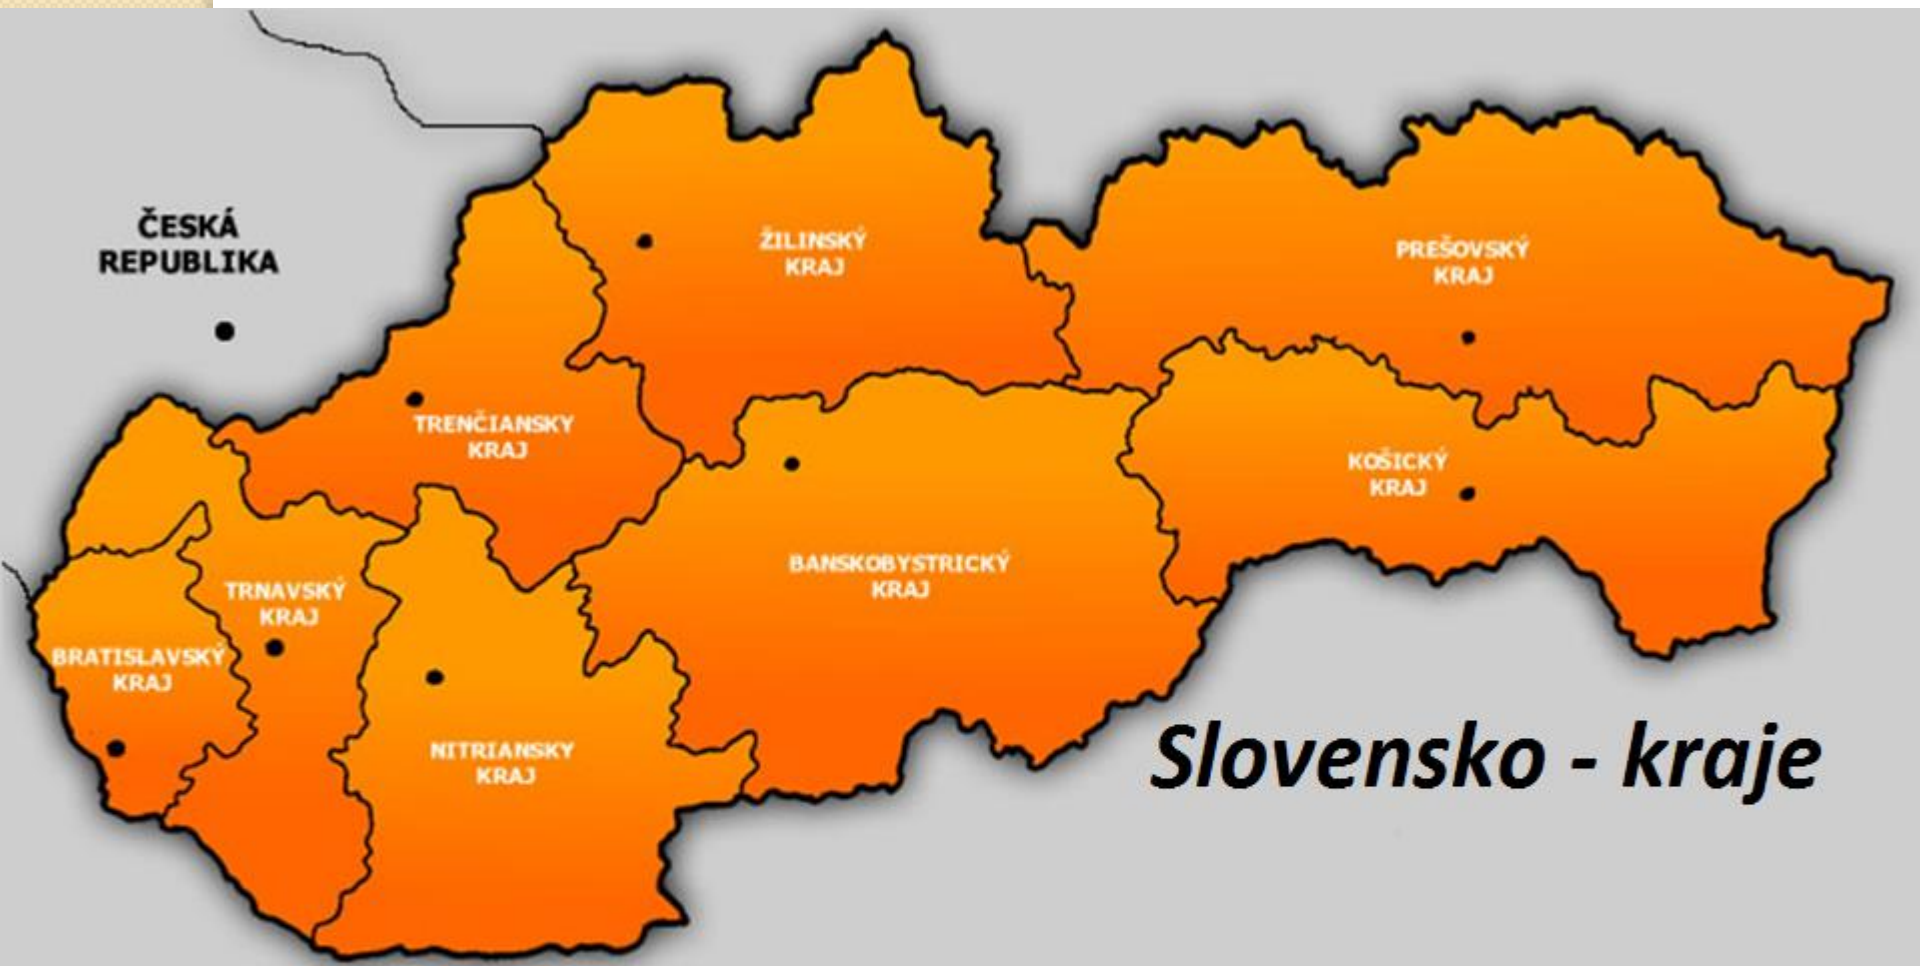 ČESKÁ
REPUBLIKA
ŽILINSKÝ
KRAJ
PREŠOVSKÝ
KRAJ
TRENČIANSKY
KRAJ
KOŠICKÝ
KRAJ
BANSKOBYSTRICKÝ
KRAJ
TRNAVSKÝ
KRAJ
BRATISLAVSKÝ
KRAJ
NITRIANSKY
KRAJ
Slovensko - kraje